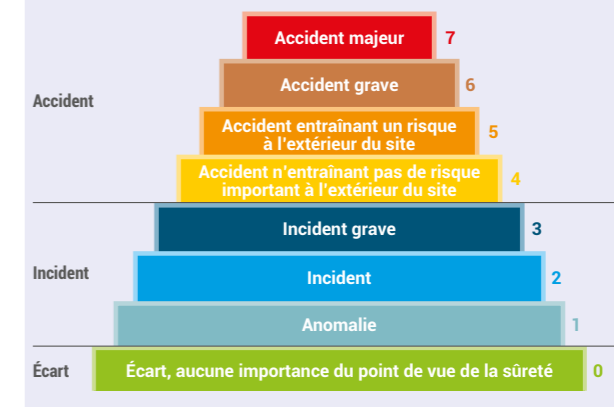 Accident majeur 7
Accident grave 6
Accident
Accident entraînant un risque
à l'extérieur du site 5
Accident n'entraînant pas de risque
important à l'extérieur du site 4
Incident grave 3
Incident
Incident 2
Anomalie 1
Écart
Écart, aucune importance du point de vue de la sûreté 0